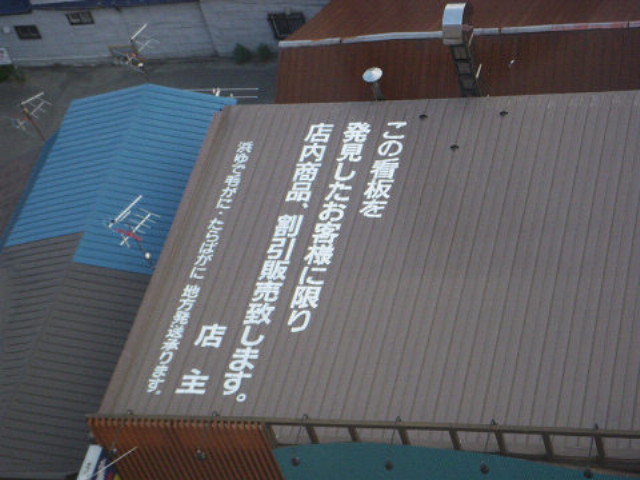 この看板を
発見したお客様に限り
店内商品、割引販売致します。
店主
浜ゆで毛がに・たらばがに 地方発送承ります。